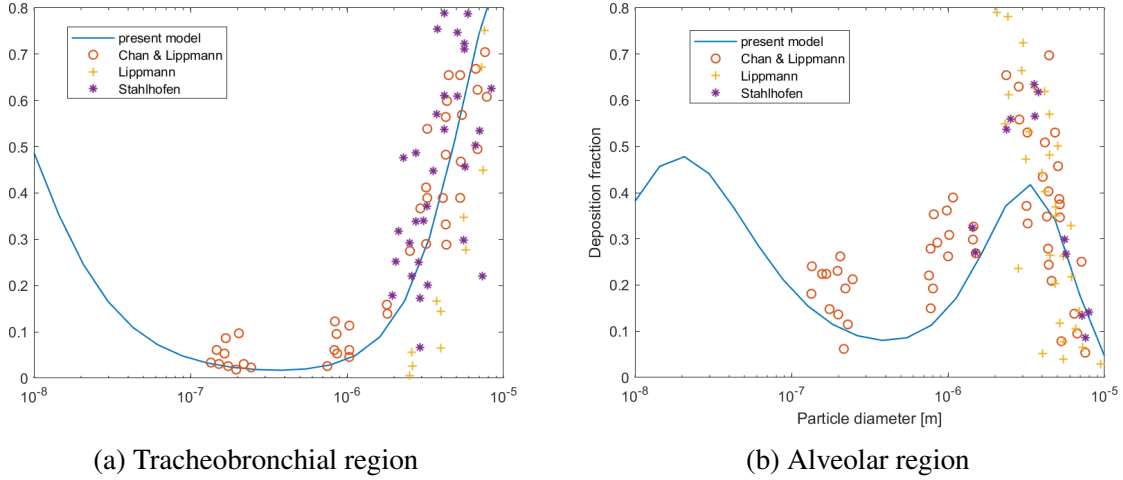 0.8
0.7
0.6
0.5
0.4
0.3
0.2
0.1
0
10-8
10-7
10-6
10-5
present model
Chan & Lippmann
Lippmann
Stahlhofen
(a) Tracheobronchial region
Deposition fraction
0.8
0.7
0.6
0.5
0.4
0.3
0.2
0.1
0
10-8
10-7
10-6
10-5
Particle diameter [m]
present model
Chan & Lippmann
Lippmann
Stahlhofen
(b) Alveolar region